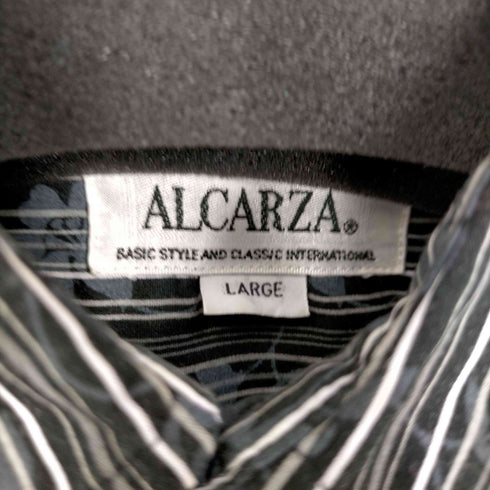 ALCARZA®
BASIC STYLE AND CLASSIC INTERNATIONAL
LARGE